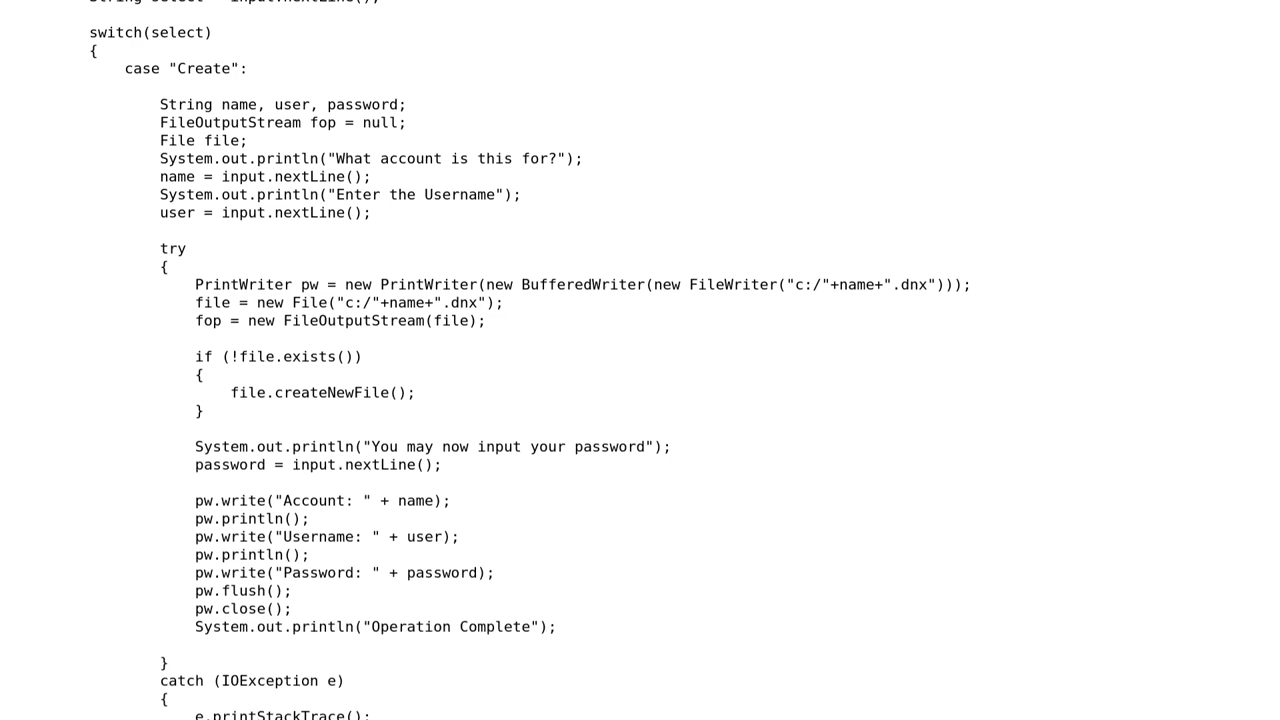 String select = input.nextLine();
switch(select)
{
case "Create":
String name, user, password;
FileOutputStream fop = null;
File file;
System.out.println("What account is this for?");
name = input.nextLine();
System.out.println("Enter the Username");
user = input.nextLine();
try
{
PrintWriter pw = new PrintWriter(new BufferedWriter(new FileWriter("c:/"+name+".dnx")));
file = new File("c:/"+name+".dnx");
fop = new FileOutputStream(file);
if (!file.exists())
{
file.createNewFile();
}
System.out.println("You may now input your password");
password = input.nextLine();
pw.write("Account: " + name);
pw.println();
pw.write("Username: " + user);
pw.println();
pw.write("Password: " + password);
pw.flush();
pw.close();
System.out.println("Operation Complete");
}
catch (IOException e)
{
e.printStackTrace();